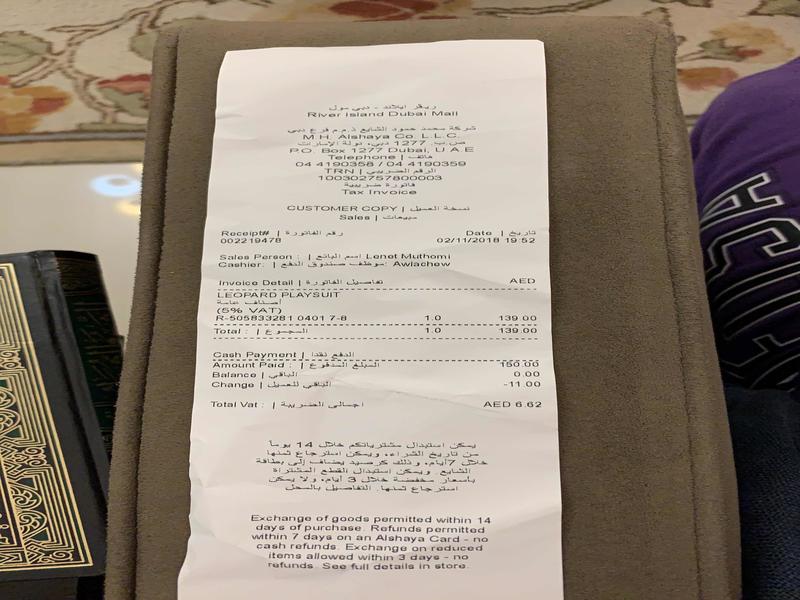 ريڤر ايلاند - دبي مول
River Island Dubai Mall
شركة محمد حمود الشايع ذ.م.م فرع دبي
M.H. Alshaya Co. L.L.C.
ص.ب. 1277 دبي، دولة الإمارات
P.O. Box 1277 Dubai, U A E
Telephone | هاتف
04 4190358 / 04 4190359
TRN | الرقم الضريبي
100302757800003
فاتورة ضريبية
Tax Invoice
CUSTOMER COPY | نسخة العميل
Sales | مبيعات
Receipt# | رقم الفاتورة Date | تاريخ
002219478 02/11/2018 19:52
Sales Person : | اسم البائع Lenet Muthomi
Cashier: | موظف صندوق الدفع: Awlachew
Invoice Detail | تفاصيل الفاتورة AED
LEOPARD PLAYSUIT
أصناف عامة
(5% VAT)
R-505833281 0401 7-8 1.0 139.00
Total : | المجموع 1.0 139.00
Cash Payment | الدفع نقدا
Amount Paid : | المبلغ المدفوع 150.00
Balance | الباقي 0.00
Change | الباقي للعميل -11.00
Total Vat : | اجمالي الضريبة AED 6.62
يمكن استبدال مشترياتكم خلال 14 يوماً
من تاريخ الشراء، ويمكن استرجاع ثمنها
خلال 7أيام، وذلك كرصيد يضاف إلى بطاقة
الشايع. ويمكن استبدال القطع المشتراة
بأسعار مخفضة خلال 3 أيام، ولا يمكن
استرجاع ثمنها. التفاصيل بالمحل
Exchange of goods permitted within 14
days of purchase. Refunds permitted
within 7 days on an Alshaya Card - no
cash refunds. Exchange on reduced
items allowed within 3 days - no
refunds. See full details in store.